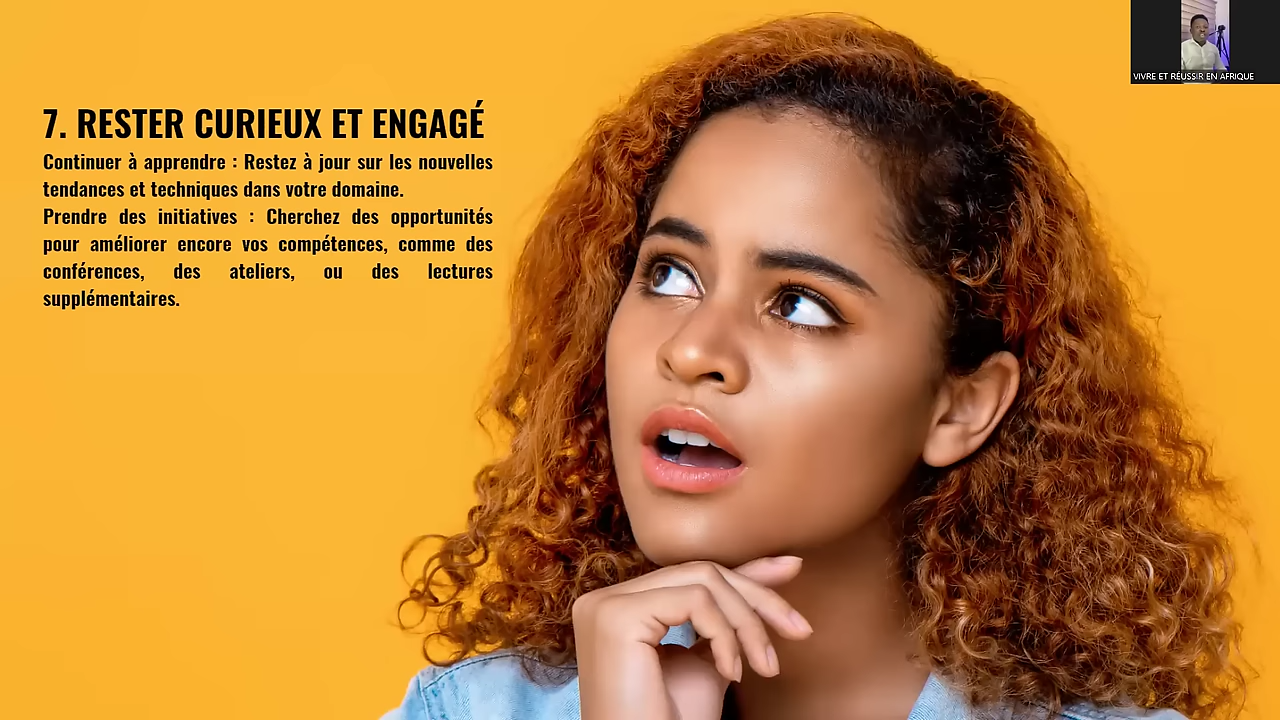 7. RESTER CURIEUX ET ENGAGÉ
Continuer à apprendre : Restez à jour sur les nouvelles
tendances et techniques dans votre domaine.
Prendre des initiatives : Cherchez des opportunités
pour améliorer encore vos compétences, comme des
conférences, des ateliers, ou des lectures
supplémentaires.
VIVRE ET RÉUSSIR EN AFRIQUE